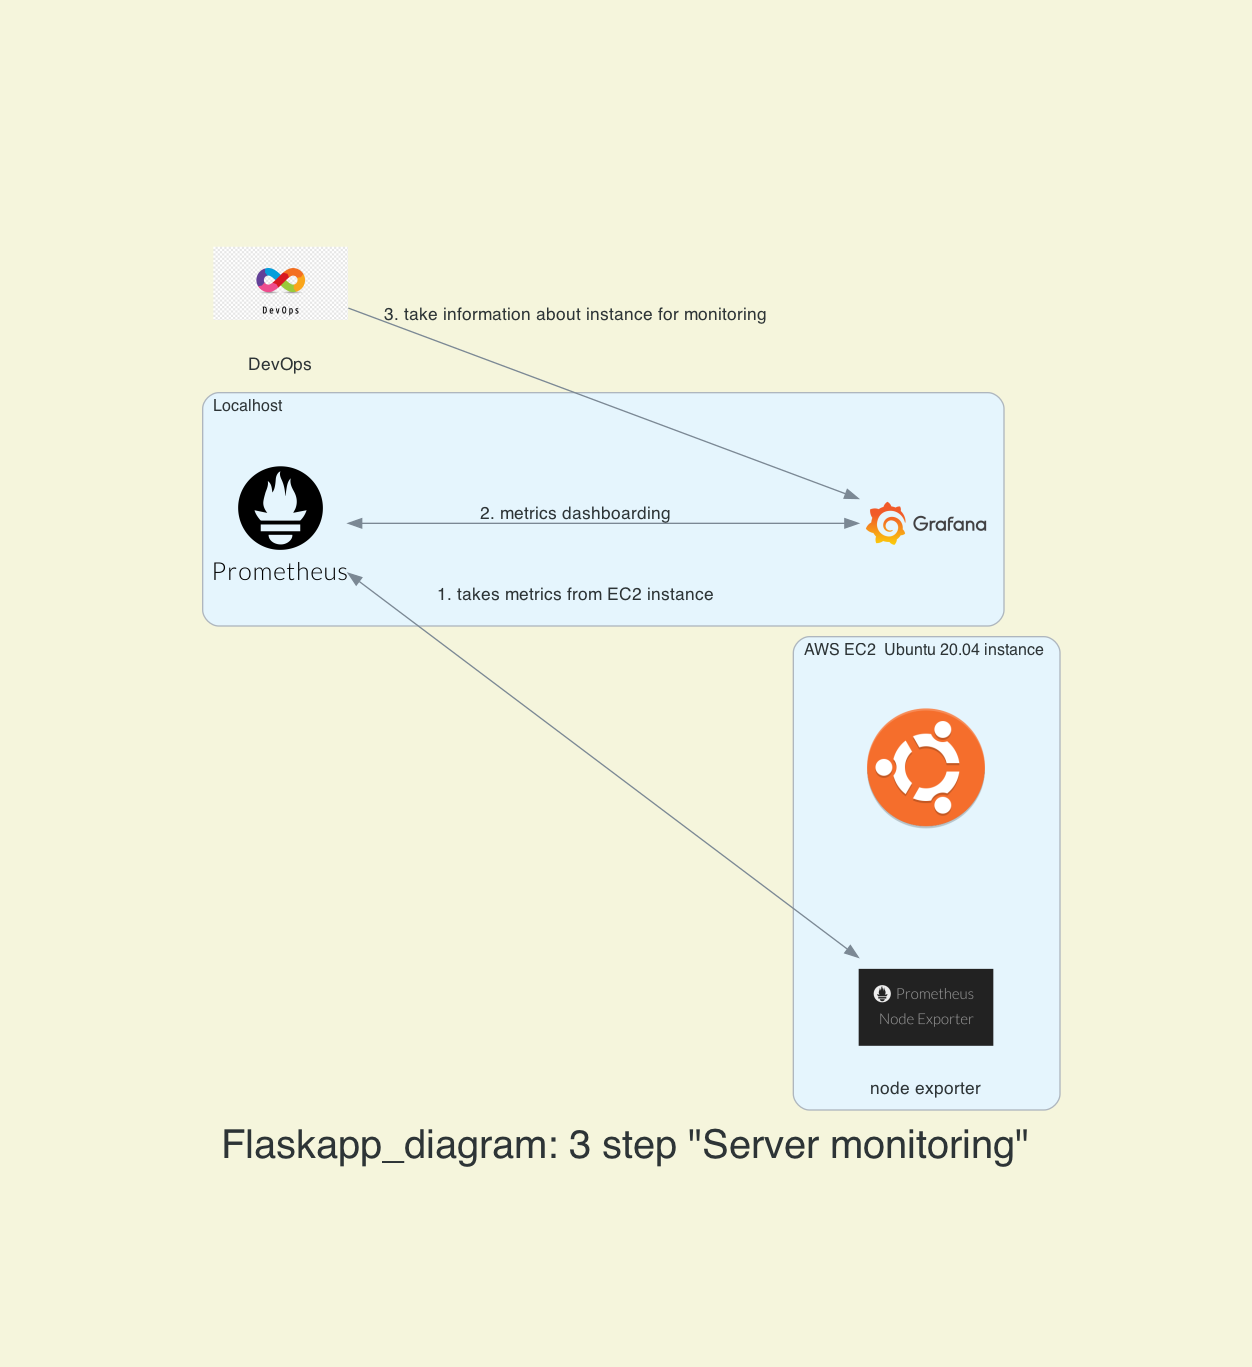 DevOps
3. take information about instance for monitoring
DevOps
Localhost
2. metrics dashboarding
Grafana
Prometheus
1. takes metrics from EC2 instance
AWS EC2  Ubuntu 20.04 instance
Prometheus
Node Exporter
node exporter
Flaskapp_diagram: 3 step "Server monitoring"